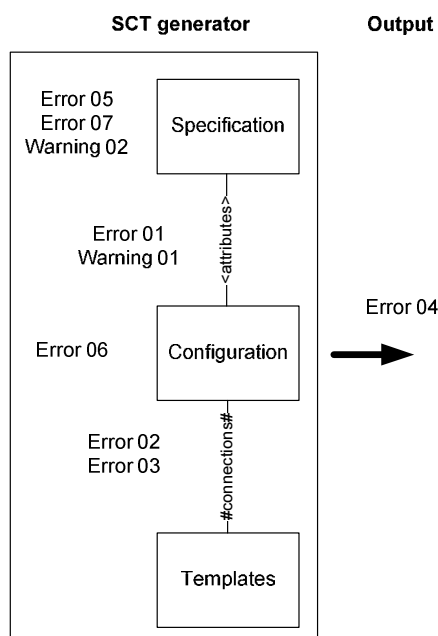 SCT generator
Output
Error 05
Error 07
Warning 02
Specification
Error 01
Warning 01
<attributes>
Error 04
Error 06
Configuration
Error 02
Error 03
#connections#
Templates